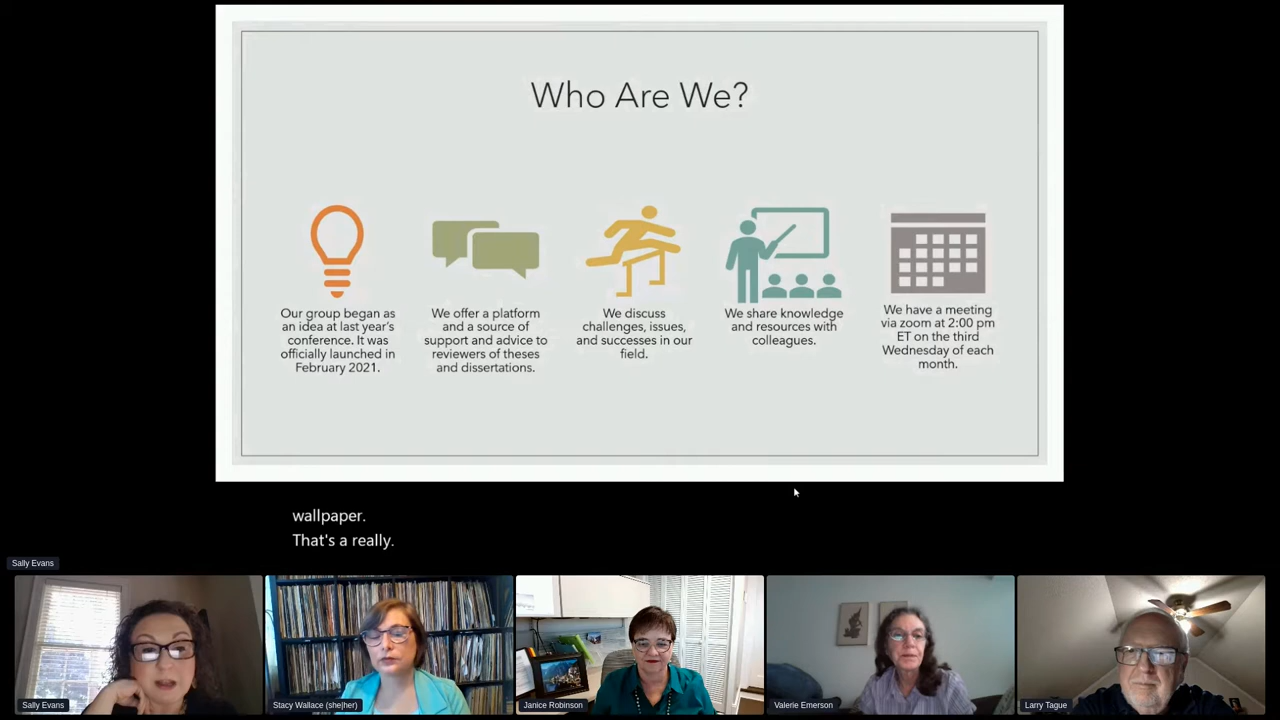 Who Are We?
Our group began as
an idea at last year's
conference. It was
officially launched in
February 2021.
We offer a platform
and a source of
support and advice to
reviewers of theses
and dissertations.
We discuss
challenges, issues,
and successes in our
field.
We share knowledge
and resources with
colleagues.
We have a meeting
via zoom at 2:00 pm
ET on the third
Wednesday of each
month.
wallpaper.
That's a really.
Sally Evans
Sally Evans
Stacy Wallace (she|her)
Janice Robinson
Valerie Emerson
Larry Tague